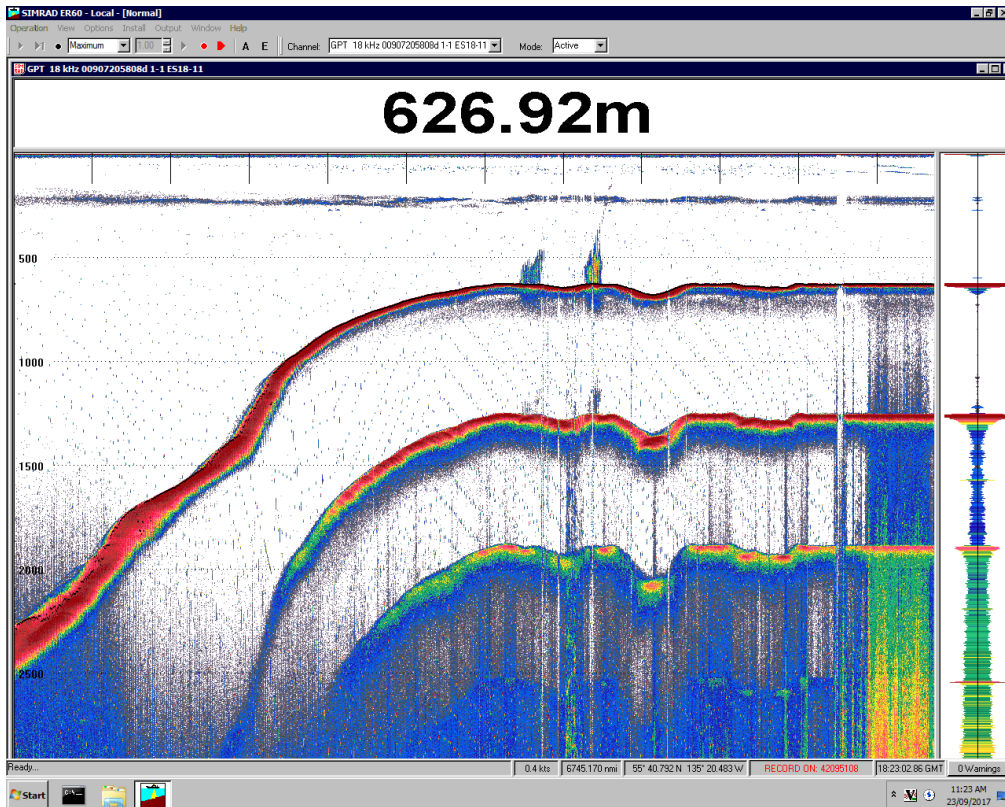 SIMRAD ER60 - Local - [Normal]
Operation View Options Install Output Window Help
Maximum 1.00 A E Channel: GPT 18 kHz 00907205808d 1-1 ES18-11 Mode: Active
GPT 18 kHz 00907205808d 1-1 ES18-11
626.92m
500
1000
1500
2000
2500
Ready... 0.4 kts 6745.170 nmi 55° 40.792 N 135° 20.483 W RECORD ON: 42095108 18:23:02.86 GMT 0 Warnings
Start 11:23 AM
23/09/2017